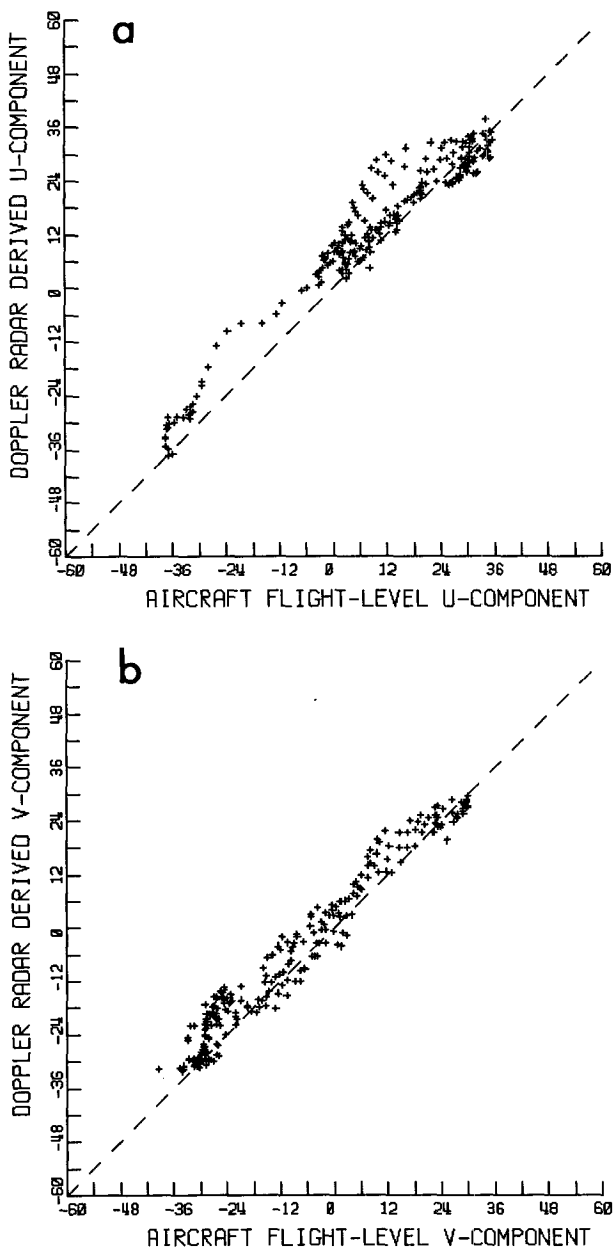 a
DOPPLER RADAR DERIVED U-COMPONENT
60
48
36
24
12
0
-12
-24
-36
-48
-60
-60 -48 -36 -24 -12 0 12 24 36 48 60
AIRCRAFT FLIGHT-LEVEL U-COMPONENT
b
DOPPLER RADAR DERIVED V-COMPONENT
60
48
36
24
12
0
-12
-24
-36
-48
-60
-60 -48 -36 -24 -12 0 12 24 36 48 60
AIRCRAFT FLIGHT-LEVEL V-COMPONENT